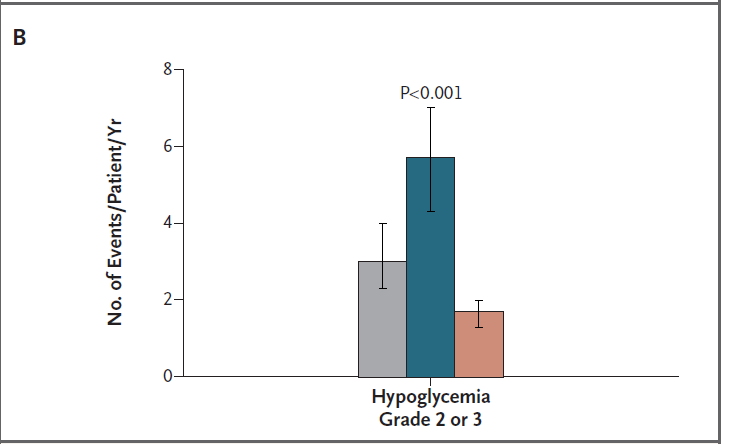 B
P<0.001
No. of Events/Patient/Yr
8
6
4
2
0
Hypoglycemia
Grade 2 or 3